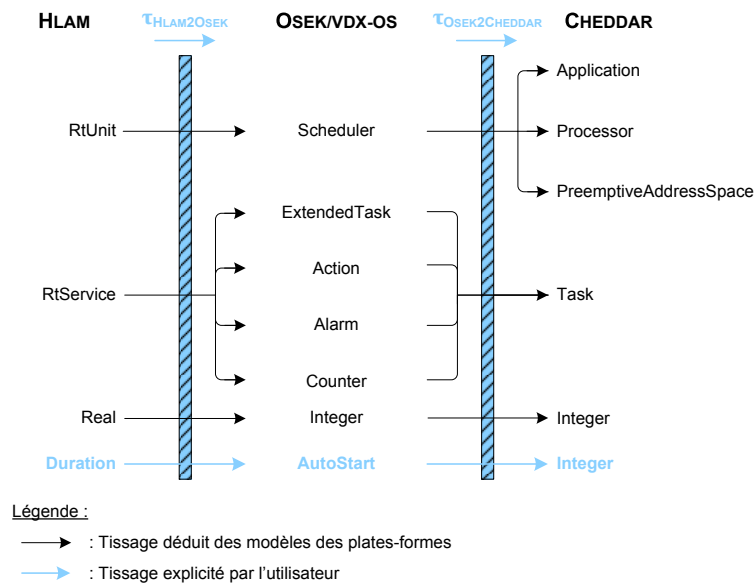 HLAM τHLAM2OSEK OSEK/VDX-OS τOSEK2CHEDDAR CHEDDAR
Application
RtUnit Scheduler Processor
PreemptiveAddressSpace
ExtendedTask
Action
RtService Task
Alarm
Counter
Real Integer Integer
Duration AutoStart Integer
Légende :
: Tissage déduit des modèles des plates-formes
: Tissage explicité par l'utilisateur